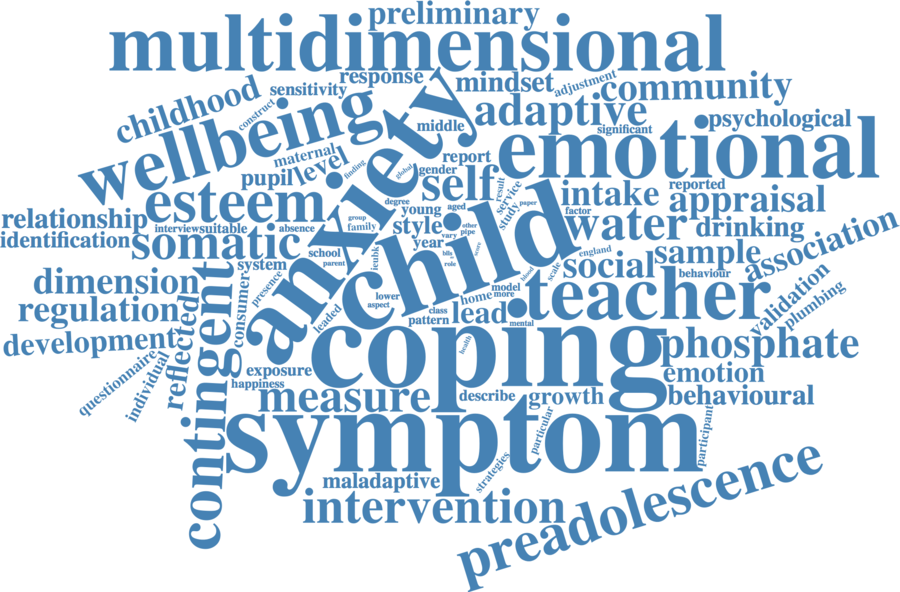 preliminary
multidimensional
response
mindset
adjustment
community
sensitivity
childhood
construct
wellbeing
anxiety
adaptive
middle
significant
psychological
emotional
maternal
finding
global
report
pupil
level
gender
self
result
service
intake
reported
appraisal
esteem
degree
young
aged
study
paper
factor
water
drinking
relationship
interview
suitable
absence
group
family
style
other
vary
pipe
child
identification
somatic
year
school
parent
england
social
sample
behaviour
association
system
bills
role
score
blood
scale
dimension
contingent
consumer
presence
model
more
teacher
validation
plumbing
regulation
reflected
leaded
lower
aspect
class
home
lead
pattern
mental
development
coping
health
phosphate
questionnaire
individual
exposure
happiness
emotion
measure
describe
growth
behavioural
symptom
particular
participant
maladaptive
strategies
intervention
preadolescence